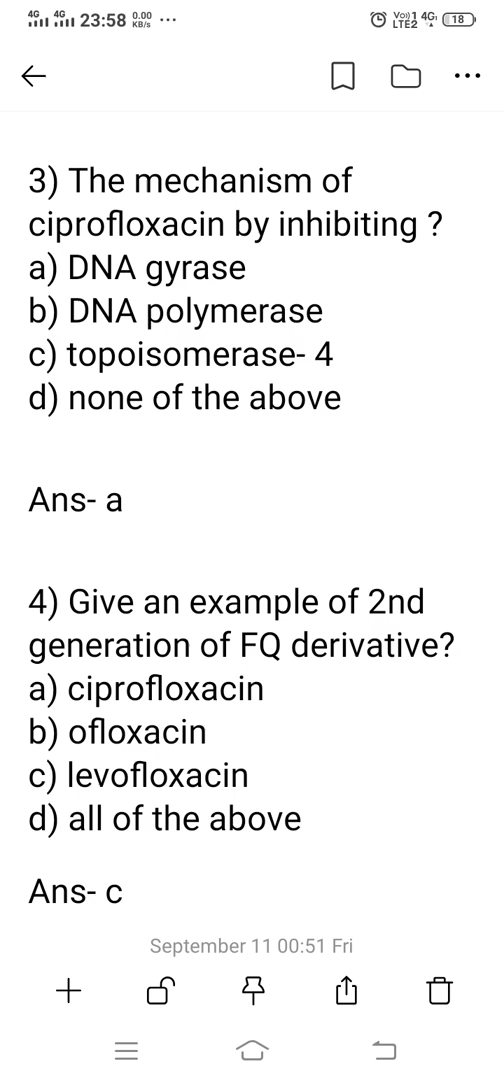 4G 4G 23:58 0.00 KB/s ... Vo))1 4G LTE2 18
3) The mechanism of
ciprofloxacin by inhibiting ?
a) DNA gyrase
b) DNA polymerase
c) topoisomerase- 4
d) none of the above
Ans- a
4) Give an example of 2nd
generation of FQ derivative?
a) ciprofloxacin
b) ofloxacin
c) levofloxacin
d) all of the above
Ans- c
September 11 00:51 Fri